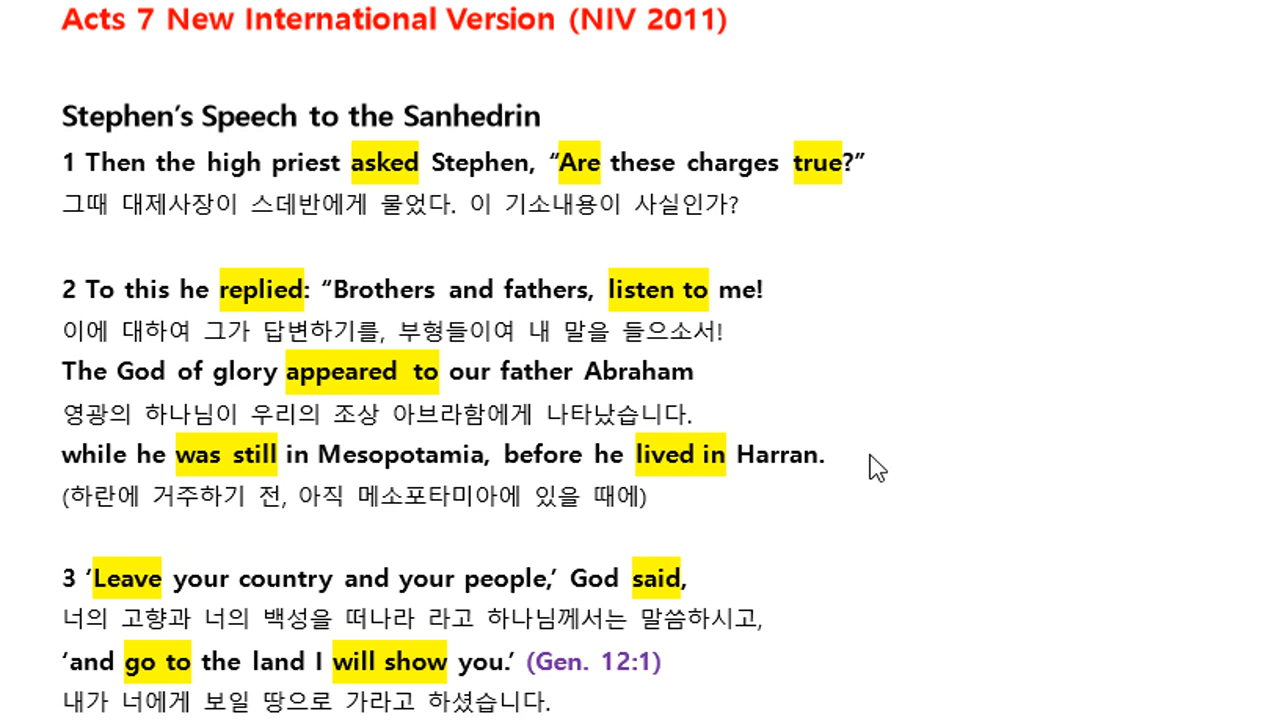 Acts 7 New International Version (NIV 2011)
Stephen’s Speech to the Sanhedrin
1 Then the high priest asked Stephen, “Are these charges true?”
그때 대제사장이 스데반에게 물었다. 이 기소내용이 사실인가?
2 To this he replied: “Brothers and fathers, listen to me!
이에 대하여 그가 답변하기를, 부형들이여 내 말을 들으소서!
The God of glory appeared to our father Abraham
영광의 하나님이 우리의 조상 아브라함에게 나타났습니다.
while he was still in Mesopotamia, before he lived in Harran.
(하란에 거주하기 전, 아직 메소포타미아에 있을 때에)
3 ‘Leave your country and your people,’ God said,
너의 고향과 너의 백성을 떠나라 라고 하나님께서는 말씀하시고,
‘and go to the land I will show you.’ (Gen. 12:1)
내가 너에게 보일 땅으로 가라고 하셨습니다.